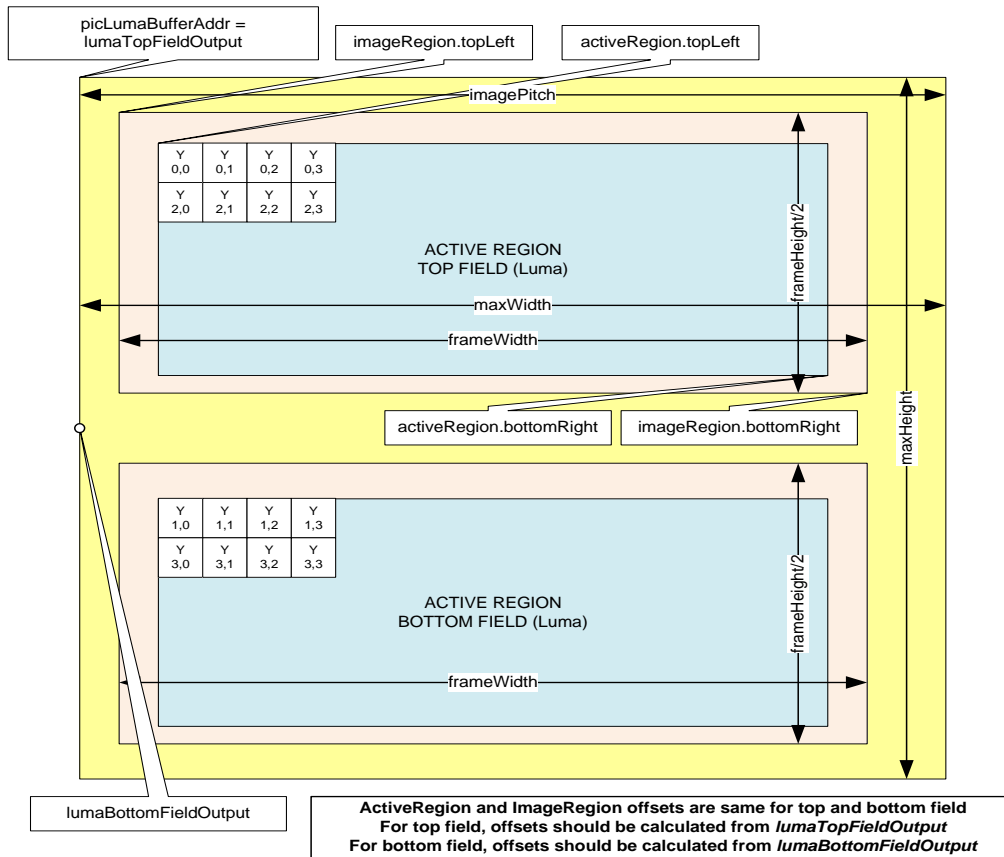 picLumaBufferAddr =
lumaTopFieldOutput
imageRegion.topLeft
activeRegion.topLeft
imagePitch
Y Y Y Y
0,0 0,1 0,2 0,3
Y Y Y Y
2,0 2,1 2,2 2,3
frameHeight/2
ACTIVE REGION
TOP FIELD (Luma)
maxWidth
frameWidth
activeRegion.bottomRight
imageRegion.bottomRight
maxHeight
Y Y Y Y
1,0 1,1 1,2 1,3
Y Y Y Y
3,0 3,1 3,2 3,3
frameHeight/2
ACTIVE REGION
BOTTOM FIELD (Luma)
frameWidth
lumaBottomFieldOutput
ActiveRegion and ImageRegion offsets are same for top and bottom field
For top field, offsets should be calculated from lumaTopFieldOutput
For bottom field, offsets should be calculated from lumaBottomFieldOutput